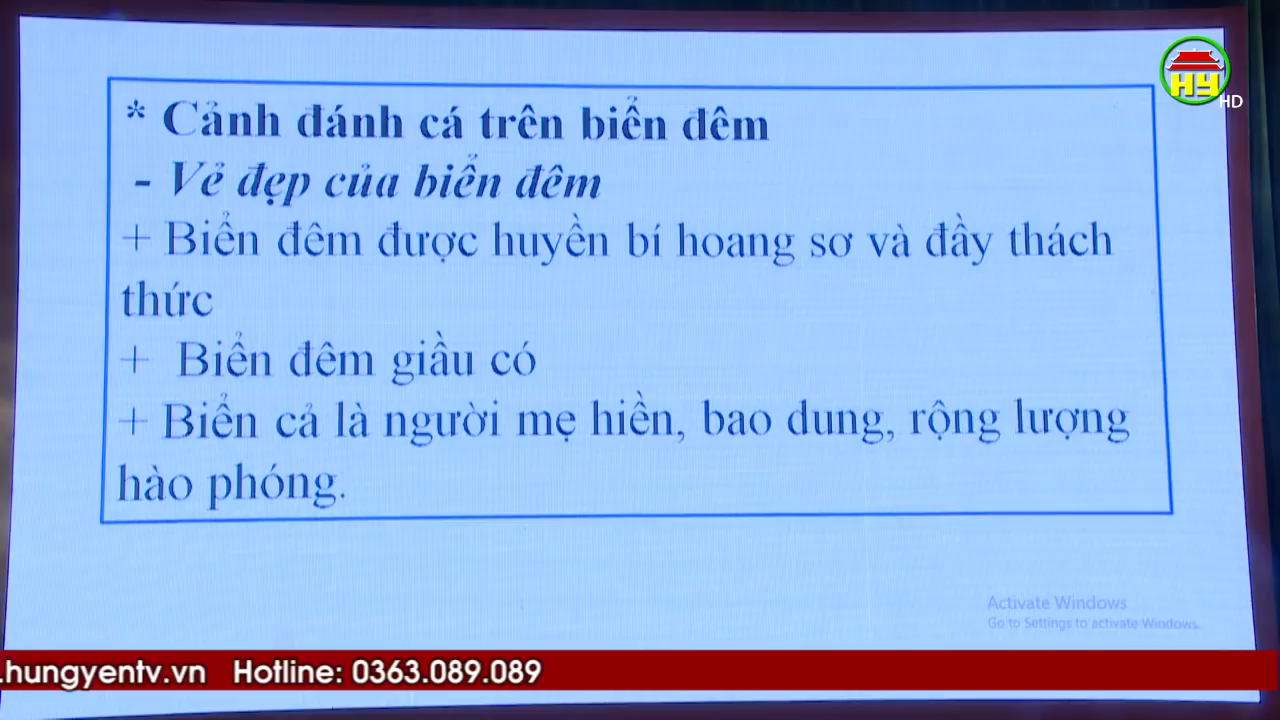 HY
HD
* Cảnh đánh cá trên biển đêm
- Vẻ đẹp của biển đêm
+ Biển đêm được huyền bí hoang sơ và đầy thách
thức
+ Biển đêm giầu có
+ Biển cả là người mẹ hiền, bao dung, rộng lượng
hào phóng.
Activate Windows
Go to Settings to activate Windows.
.hungyentv.vn Hotline: 0363.089.089